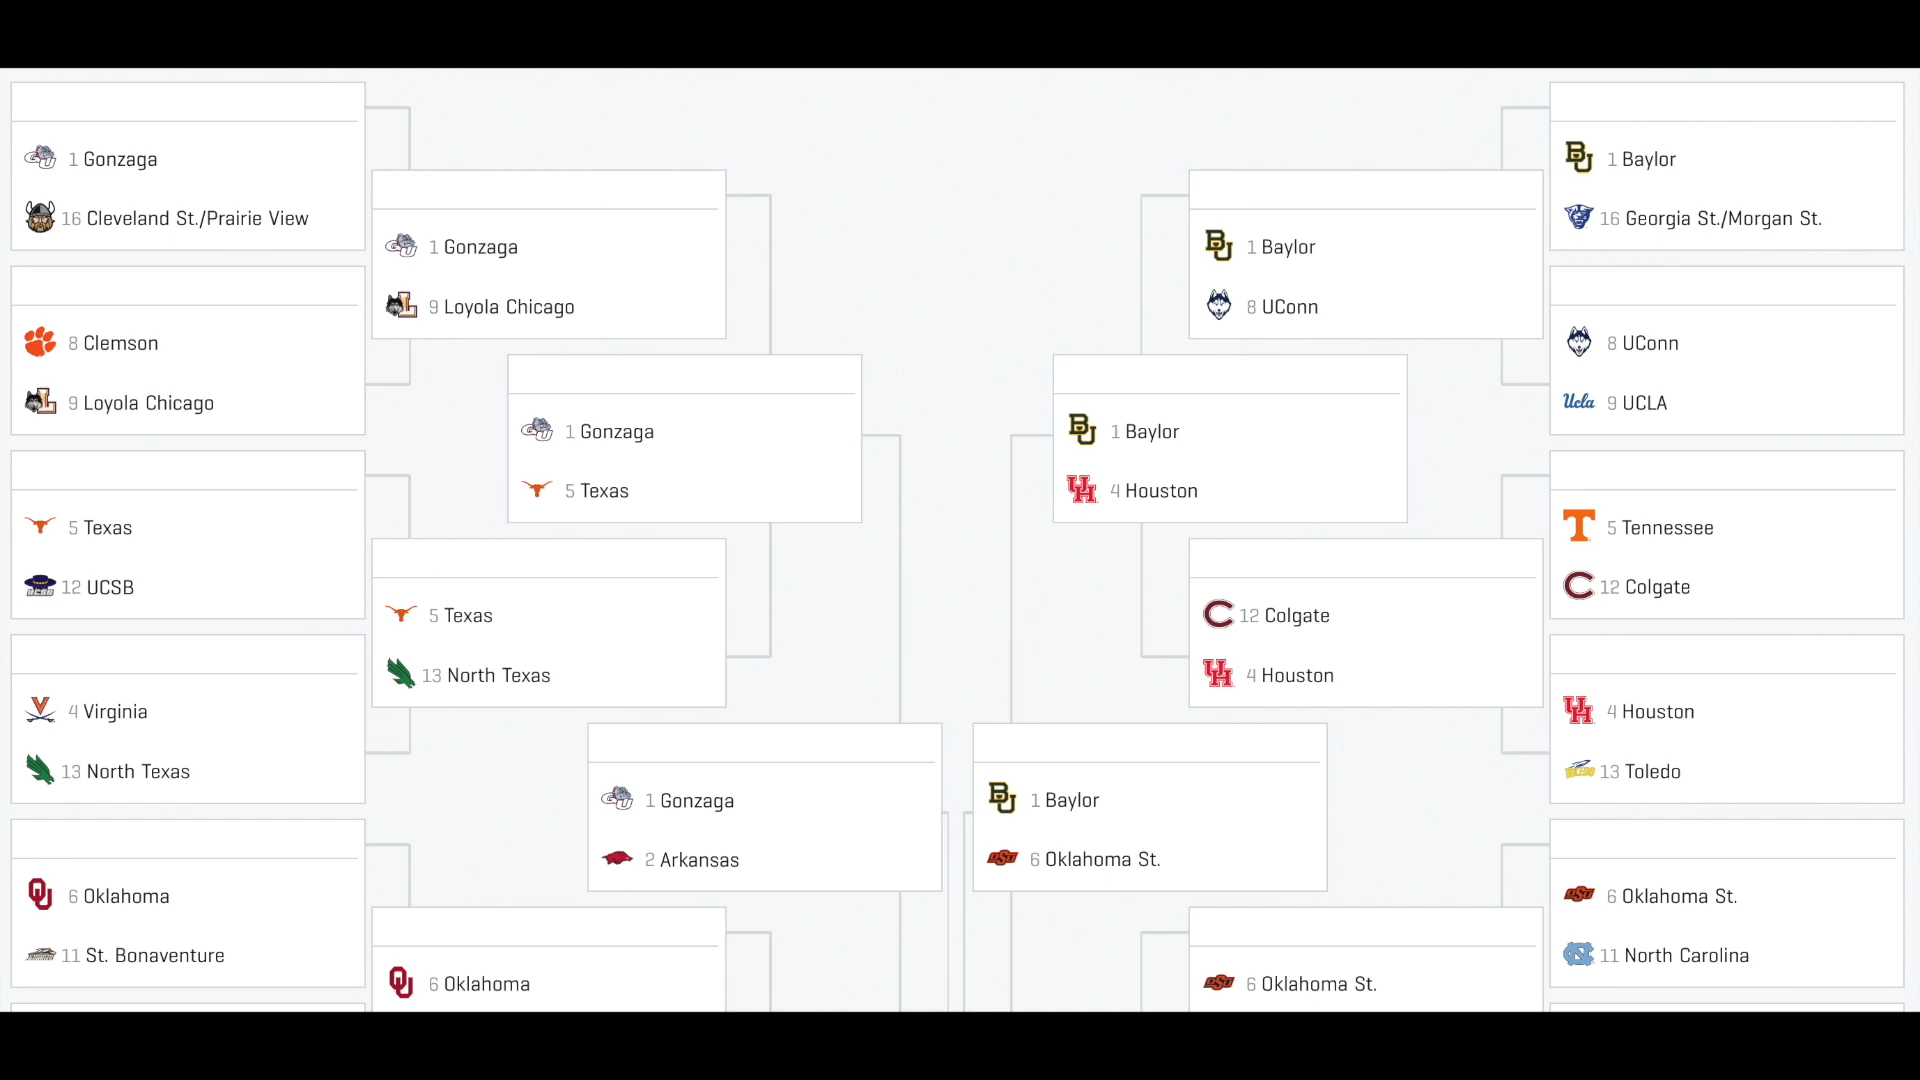 1 Gonzaga
16 Cleveland St./Prairie View
8 Clemson
9 Loyola Chicago
5 Texas
12 UCSB
4 Virginia
13 North Texas
6 Oklahoma
11 St. Bonaventure
1 Gonzaga
9 Loyola Chicago
5 Texas
13 North Texas
6 Oklahoma
1 Gonzaga
5 Texas
1 Gonzaga
2 Arkansas
1 Baylor
6 Oklahoma St.
1 Baylor
4 Houston
1 Baylor
8 UConn
12 Colgate
4 Houston
6 Oklahoma St.
1 Baylor
16 Georgia St./Morgan St.
8 UConn
Ucla 9 UCLA
5 Tennessee
12 Colgate
4 Houston
13 Toledo
6 Oklahoma St.
11 North Carolina